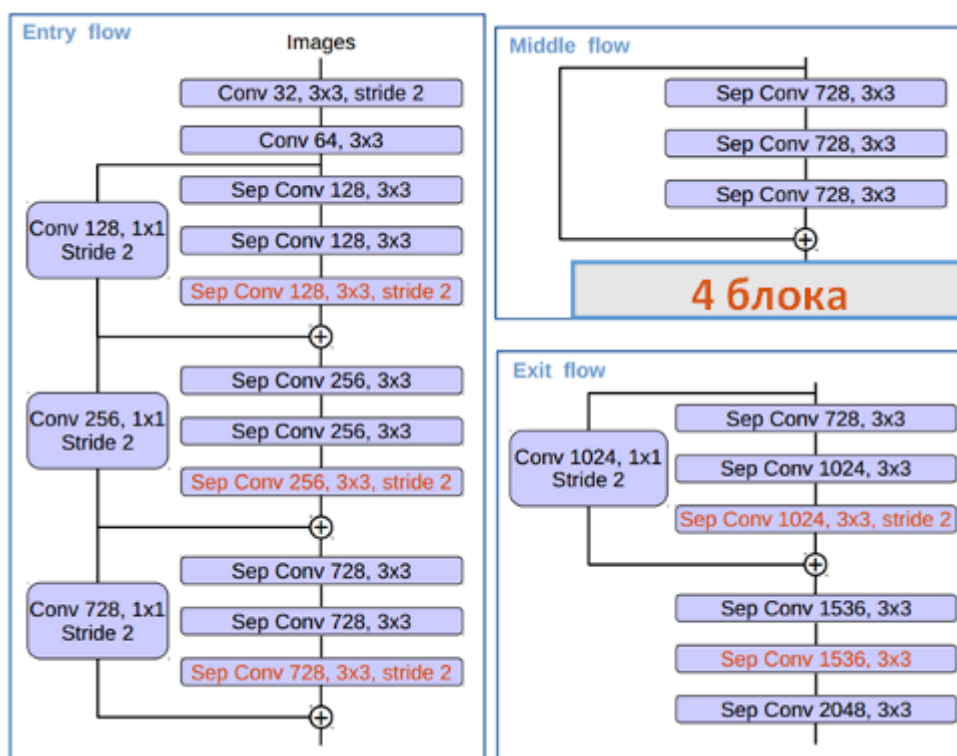 Entry flow
Images
Conv 32, 3x3, stride 2
Conv 64, 3x3
Sep Conv 128, 3x3
Conv 128, 1x1
Stride 2
Sep Conv 128, 3x3
Sep Conv 128, 3x3, stride 2
Sep Conv 256, 3x3
Conv 256, 1x1
Stride 2
Sep Conv 256, 3x3
Sep Conv 256, 3x3, stride 2
Sep Conv 728, 3x3
Conv 728, 1x1
Stride 2
Sep Conv 728, 3x3
Sep Conv 728, 3x3, stride 2
Middle flow
Sep Conv 728, 3x3
Sep Conv 728, 3x3
Sep Conv 728, 3x3
4 блока
Exit flow
Sep Conv 728, 3x3
Conv 1024, 1x1
Stride 2
Sep Conv 1024, 3x3
Sep Conv 1024, 3x3, stride 2
Sep Conv 1536, 3x3
Sep Conv 1536, 3x3
Sep Conv 2048, 3x3